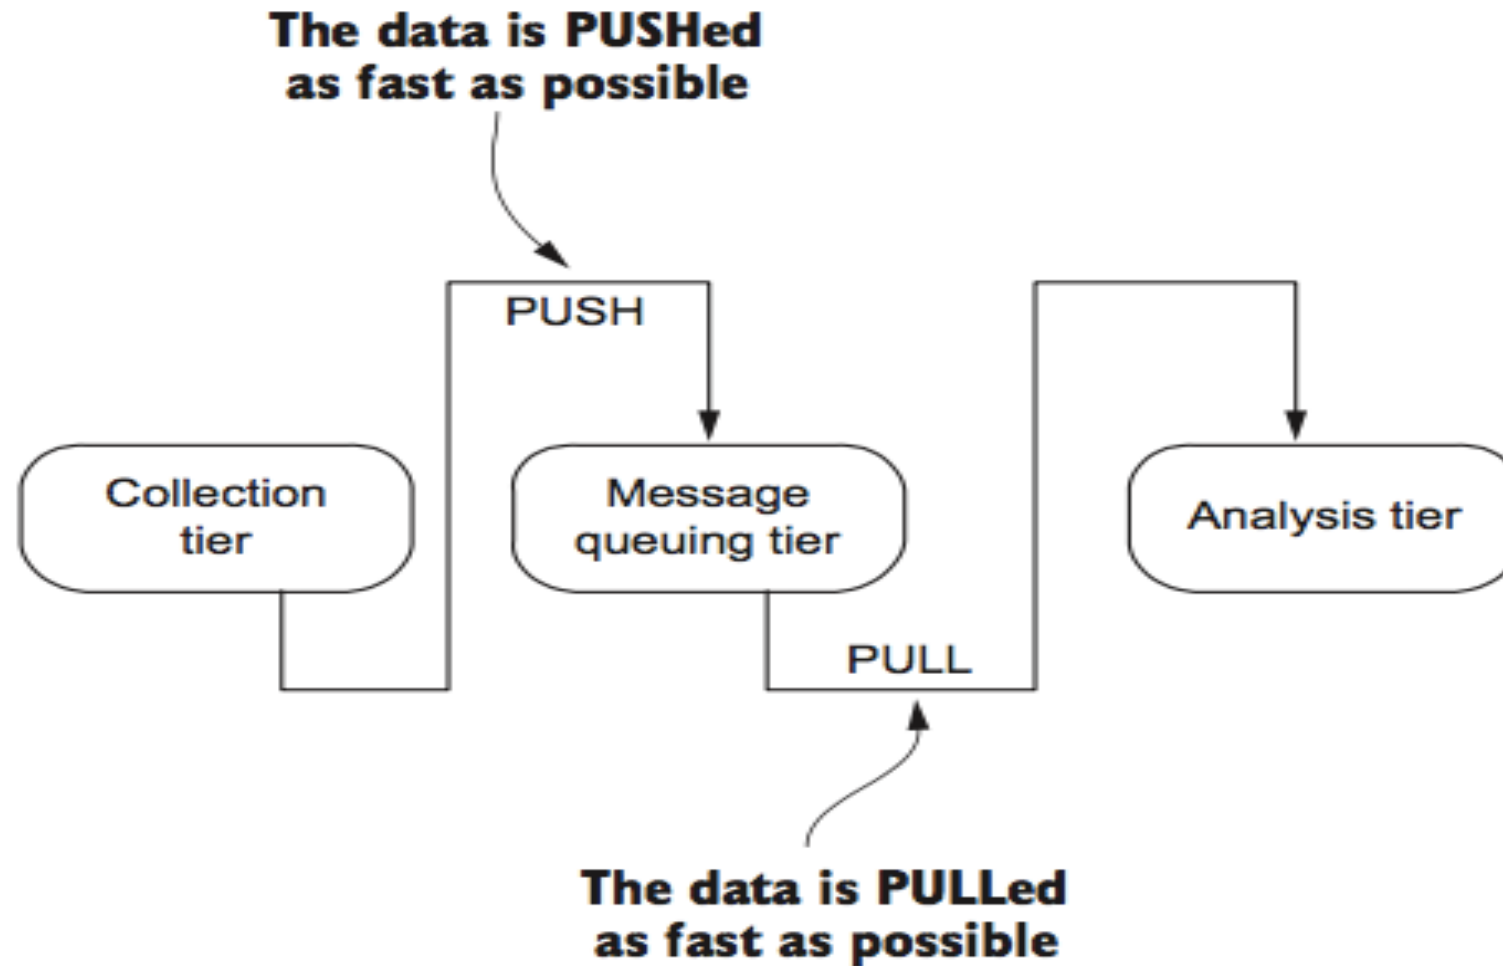 The data is PUSHed
as fast as possible
PUSH
Collection
tier
Message
queuing tier
Analysis tier
PULL
The data is PULLed
as fast as possible